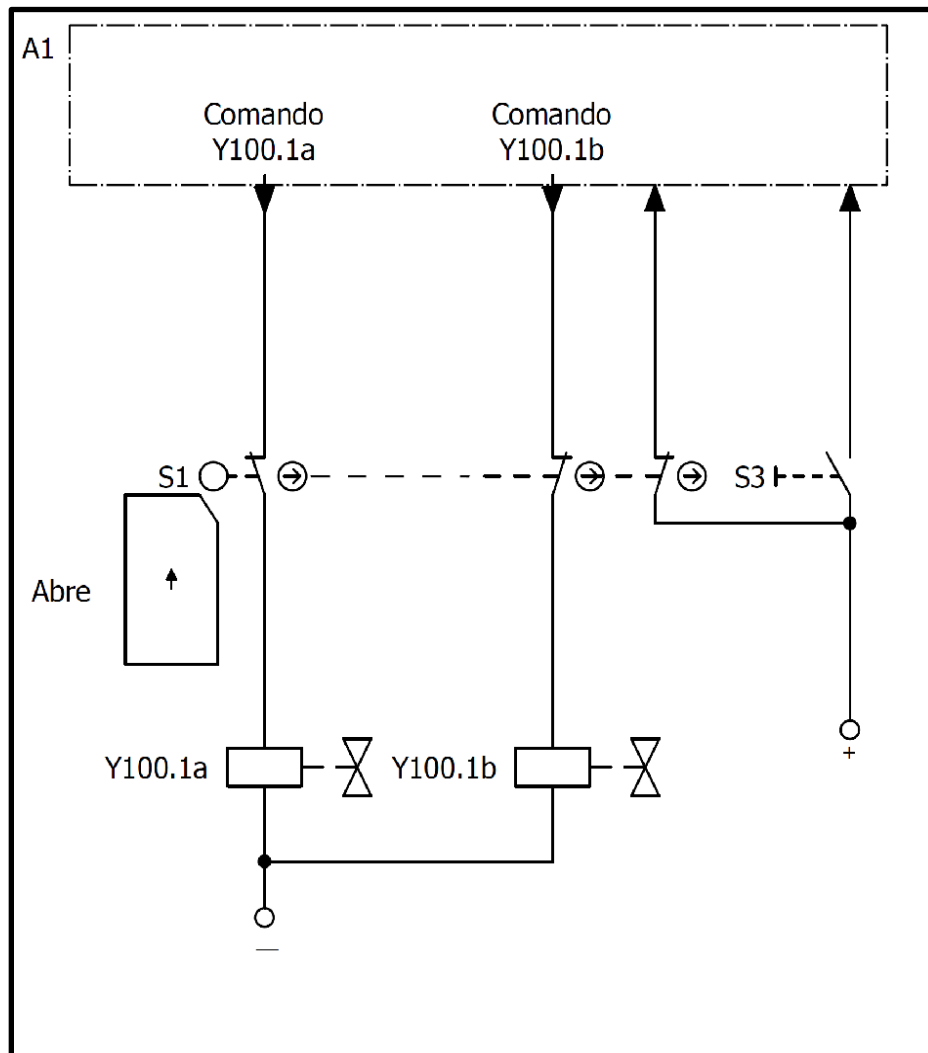 A1
Comando
Y100.1a
Comando
Y100.1b
S1
S3
Abre
Y100.1a
Y100.1b
+
—